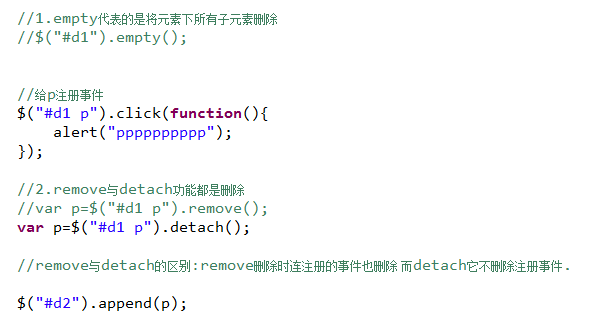 //1.empty代表的是将元素下所有子元素删除
//$("#d1").empty();
//给p注册事件
$("#d1 p").click(function(){
alert("pppppppppp");
});
//2.remove与detach功能都是删除
//var p=$("#d1 p").remove();
var p=$("#d1 p").detach();
//remove与detach的区别:remove删除时连注册的事件也删除 而detach它不删除注册事件.
$("#d2").append(p);